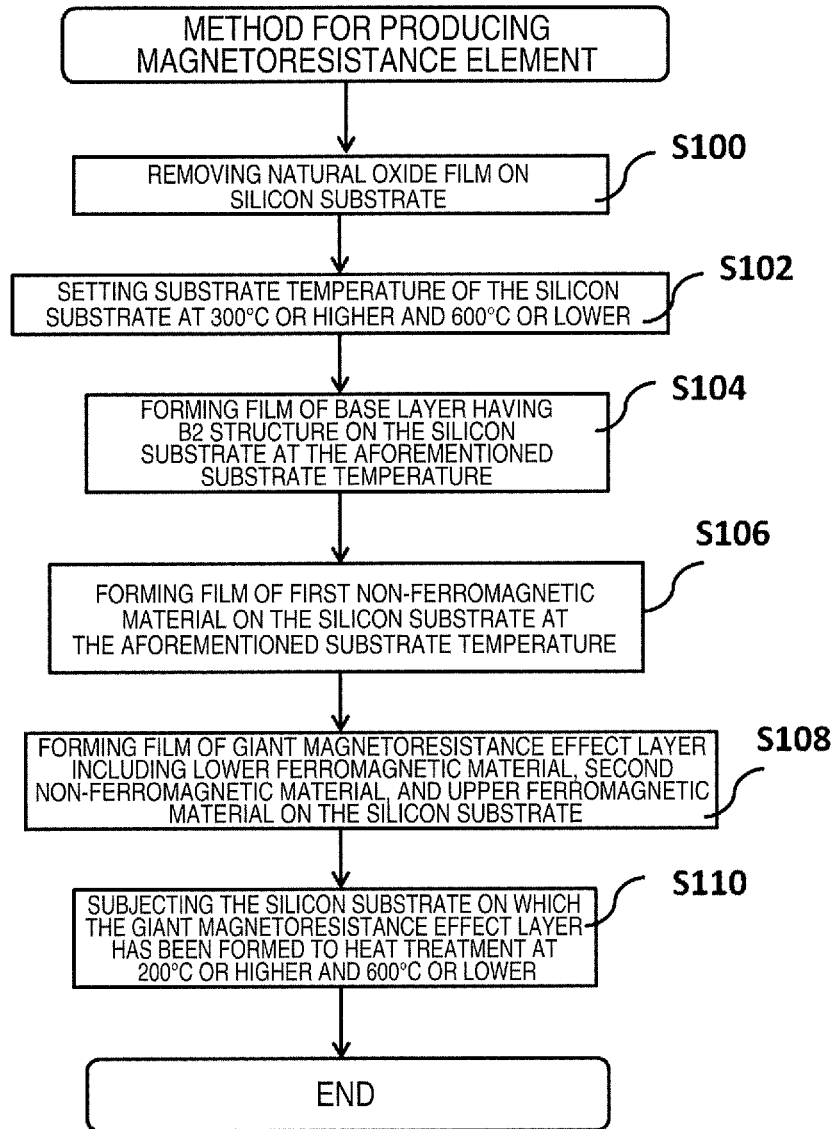 METHOD FOR PRODUCING
MAGNETORESISTANCE ELEMENT
S100
REMOVING NATURAL OXIDE FILM ON
SILICON SUBSTRATE
S102
SETTING SUBSTRATE TEMPERATURE OF THE SILICON
SUBSTRATE AT 300°C OR HIGHER AND 600°C OR LOWER
S104
FORMING FILM OF BASE LAYER HAVING
B2 STRUCTURE ON THE SILICON
SUBSTRATE AT THE AFOREMENTIONED
SUBSTRATE TEMPERATURE
S106
FORMING FILM OF FIRST NON-FERROMAGNETIC
MATERIAL ON THE SILICON SUBSTRATE AT
THE AFOREMENTIONED SUBSTRATE TEMPERATURE
S108
FORMING FILM OF GIANT MAGNETORESISTANCE EFFECT LAYER
INCLUDING LOWER FERROMAGNETIC MATERIAL, SECOND
NON-FERROMAGNETIC MATERIAL, AND UPPER FERROMAGNETIC
MATERIAL ON THE SILICON SUBSTRATE
S110
SUBJECTING THE SILICON SUBSTRATE ON WHICH
THE GIANT MAGNETORESISTANCE EFFECT LAYER
HAS BEEN FORMED TO HEAT TREATMENT AT
200°C OR HIGHER AND 600°C OR LOWER
END